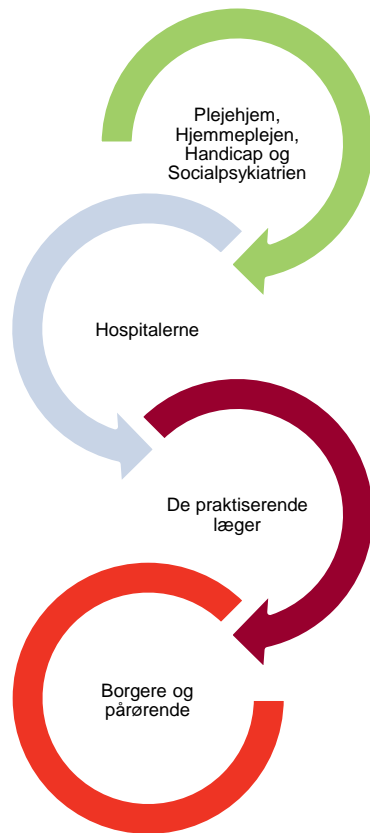 Plejehjem,
Hjemmeplejen,
Handicap og
Socialpsykiatrien
Hospitalerne
De praktiserende
læger
Borgere og
pårørende